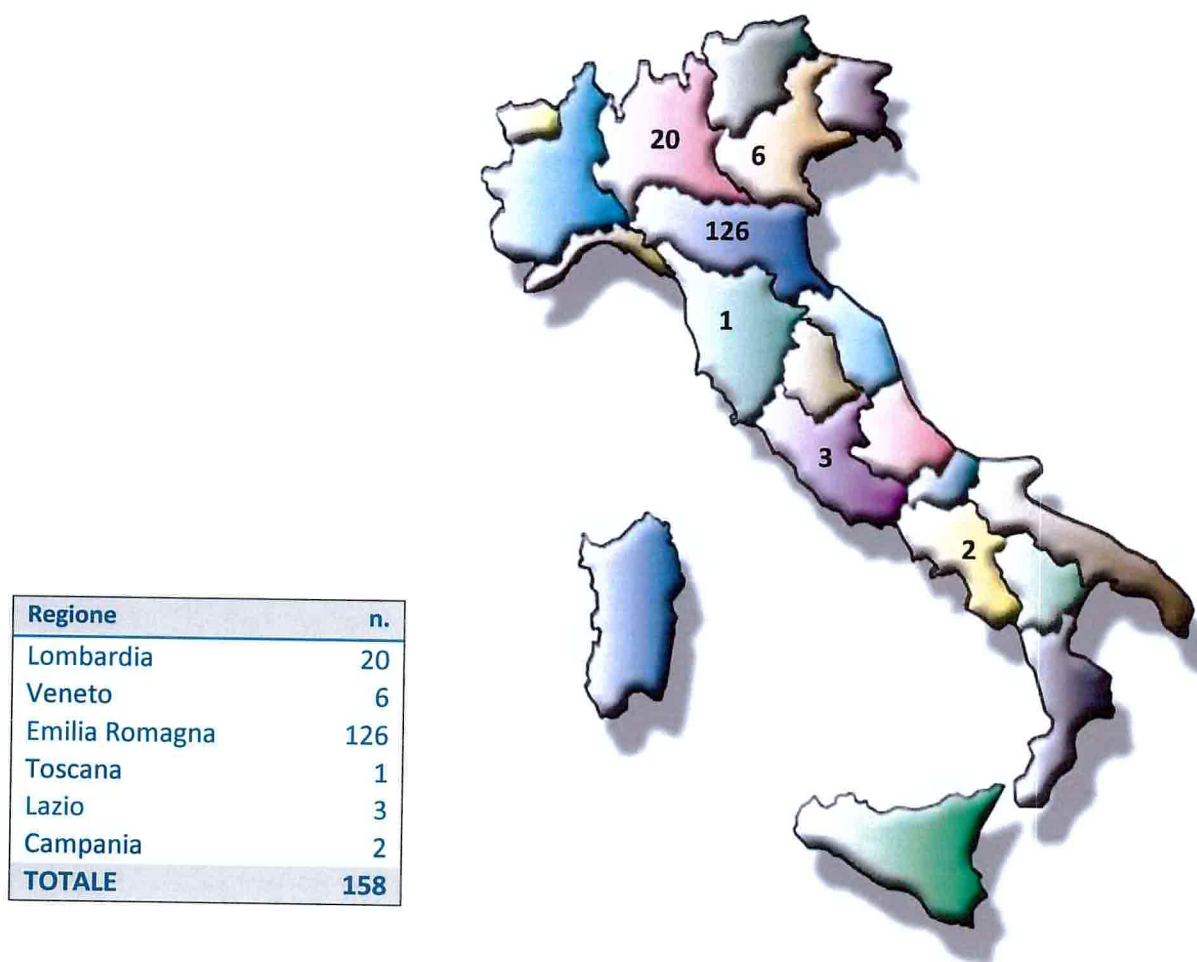 20
6
126
1
3
2
Regione n.
Lombardia 20
Veneto 6
Emilia Romagna 126
Toscana 1
Lazio 3
Campania 2
TOTALE 158